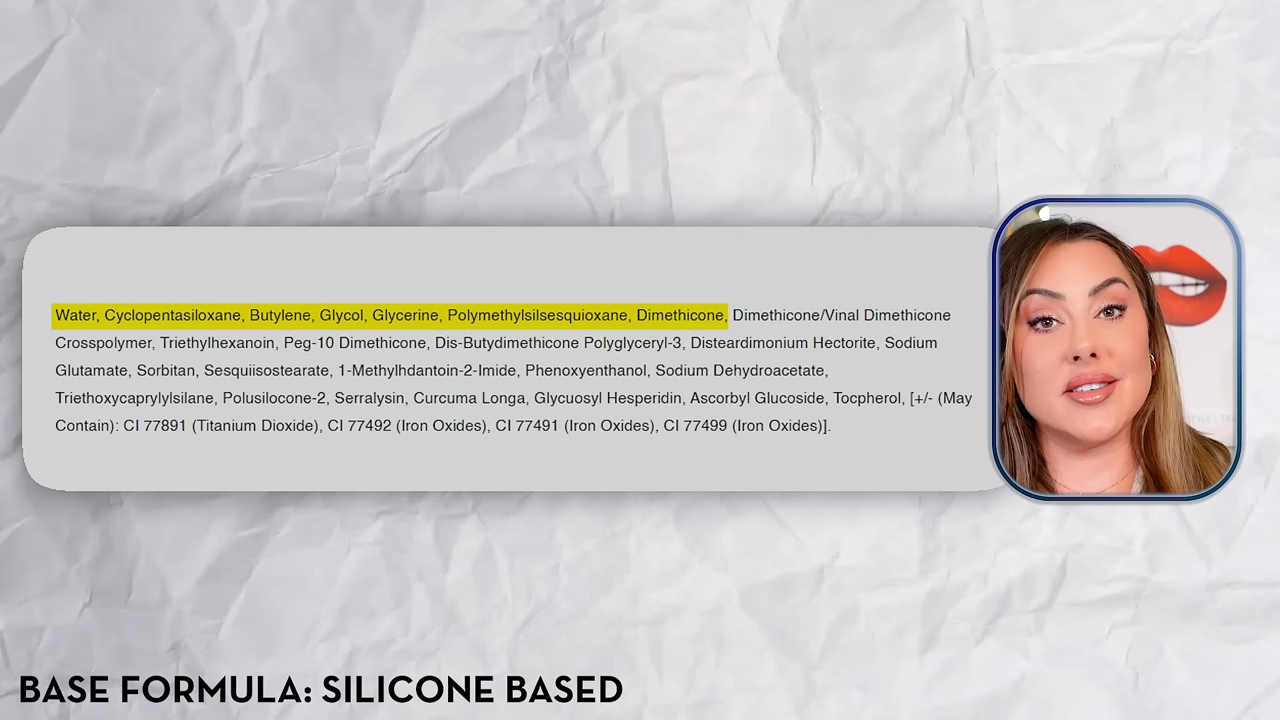 Water, Cyclopentasiloxane, Butylene, Glycol, Glycerine, Polymethylsilsesquioxane, Dimethicone, Dimethicone/Vinal Dimethicone
Crosspolymer, Triethylhexanoin, Peg-10 Dimethicone, Dis-Butydimethicone Polyglyceryl-3, Disteardimonium Hectorite, Sodium
Glutamate, Sorbitan, Sesquiisostearate, 1-Methylhdantoin-2-Imide, Phenoxyenthanol, Sodium Dehydroacetate,
Triethoxycaprylylsilane, Polusilocone-2, Serralysin, Curcuma Longa, Glycuosyl Hesperidin, Ascorbyl Glucoside, Tocpherol, [+/- (May
Contain): CI 77891 (Titanium Dioxide), CI 77492 (Iron Oxides), CI 77491 (Iron Oxides), CI 77499 (Iron Oxides)].
BASE FORMULA: SILICONE BASED